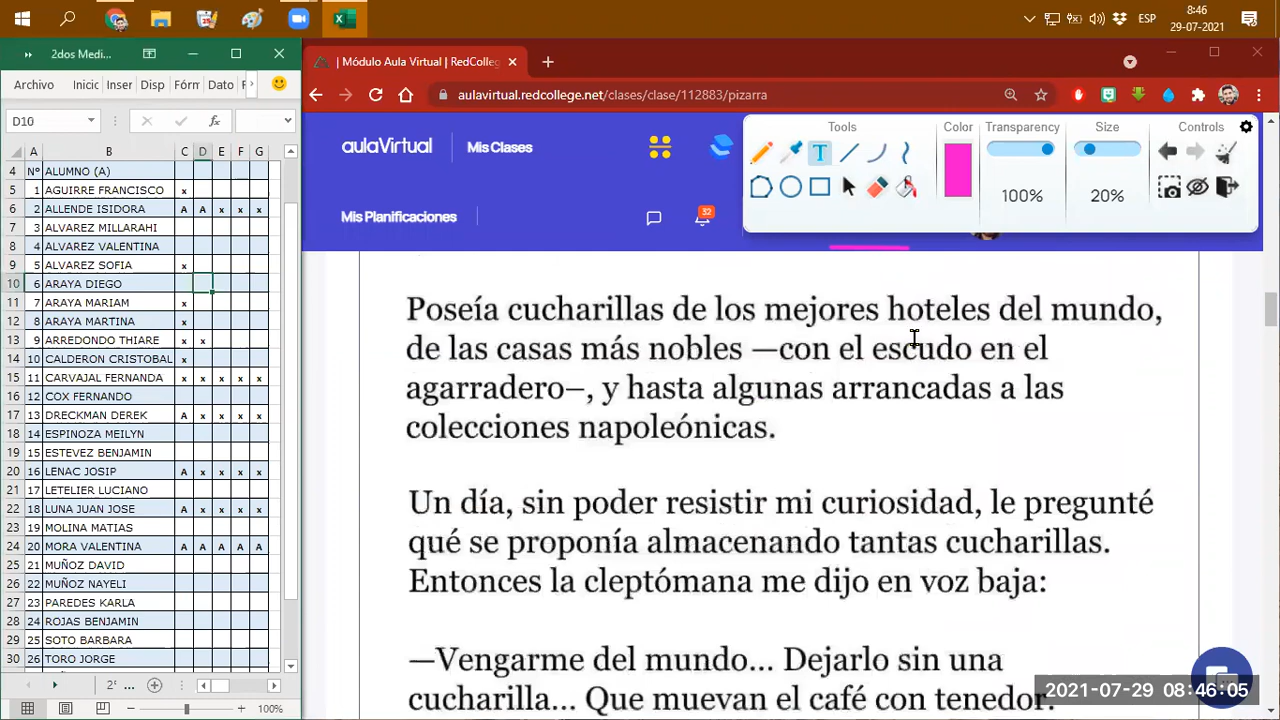 ESP
8:46
29-07-2021
2dos Medi...
Archivo Inicic Inser Disp Fórm Dato F
D10
A B C D E F G
4 Nº ALUMNO (A)
5 1 AGUIRRE FRANCISCO x
6 2 ALLENDE ISIDORA A A x x x
7 3 ALVAREZ MILLARAHI
8 4 ALVAREZ VALENTINA
9 5 ALVAREZ SOFIA x
10 6 ARAYA DIEGO
11 7 ARAYA MARIAM x
12 8 ARAYA MARTINA x
13 9 ARREDONDO THIARE x x
14 10 CALDERON CRISTOBAL x
15 11 CARVAJAL FERNANDA x x x x x
16 12 COX FERNANDO
17 13 DRECKMAN DEREK A x x x x
18 14 ESPINOZA MEILYN
19 15 ESTEVEZ BENJAMIN
20 16 LENAC JOSIP A x x x x
21 17 LETELIER LUCIANO
22 18 LUNA JUAN JOSE A x x x x
23 19 MOLINA MATIAS
24 20 MORA VALENTINA A A A A A
25 21 MUÑOZ DAVID
26 22 MUÑOZ NAYELI
27 23 PAREDES KARLA
28 24 ROJAS BENJAMIN
29 25 SOTO BARBARA
30 26 TORO JORGE
...
100%
| Módulo Aula Virtual | RedColleg
aulavirtual.redcollege.net/clases/clase/112883/pizarra
aulaVirtual
Mis Clases
Mis Planificaciones
32
Tools Color Transparency Size Controls
100% 20%
Poseía cucharillas de los mejores hoteles del mundo,
de las casas más nobles —con el escudo en el
agarradero–, y hasta algunas arrancadas a las
colecciones napoleónicas.
Un día, sin poder resistir mi curiosidad, le pregunté
qué se proponía almacenando tantas cucharillas.
Entonces la cleptómana me dijo en voz baja:
—Vengarme del mundo... Dejarlo sin una
cucharilla... Que muevan el café con tenedor.
2021-07-29 08:46:05